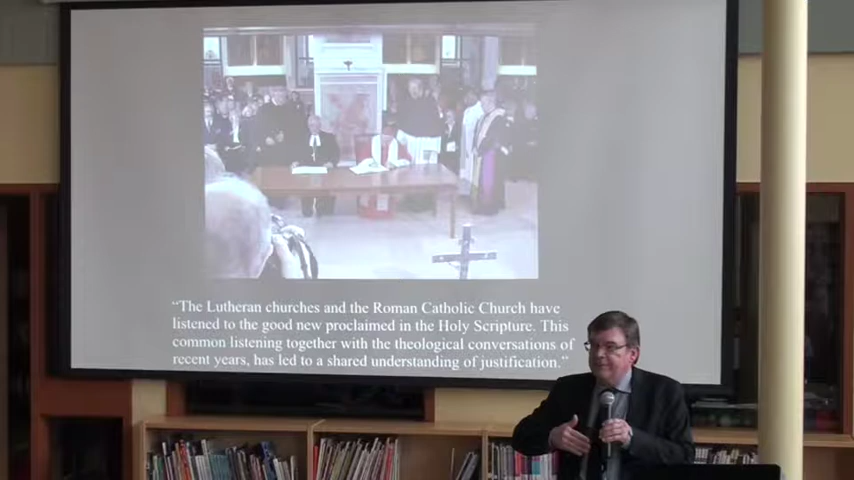 “The Lutheran churches and the Roman Catholic Church have
listened to the good new proclaimed in the Holy Scripture. This
common listening together with the theological conversations of
recent years, has led to a shared understanding of justification.”